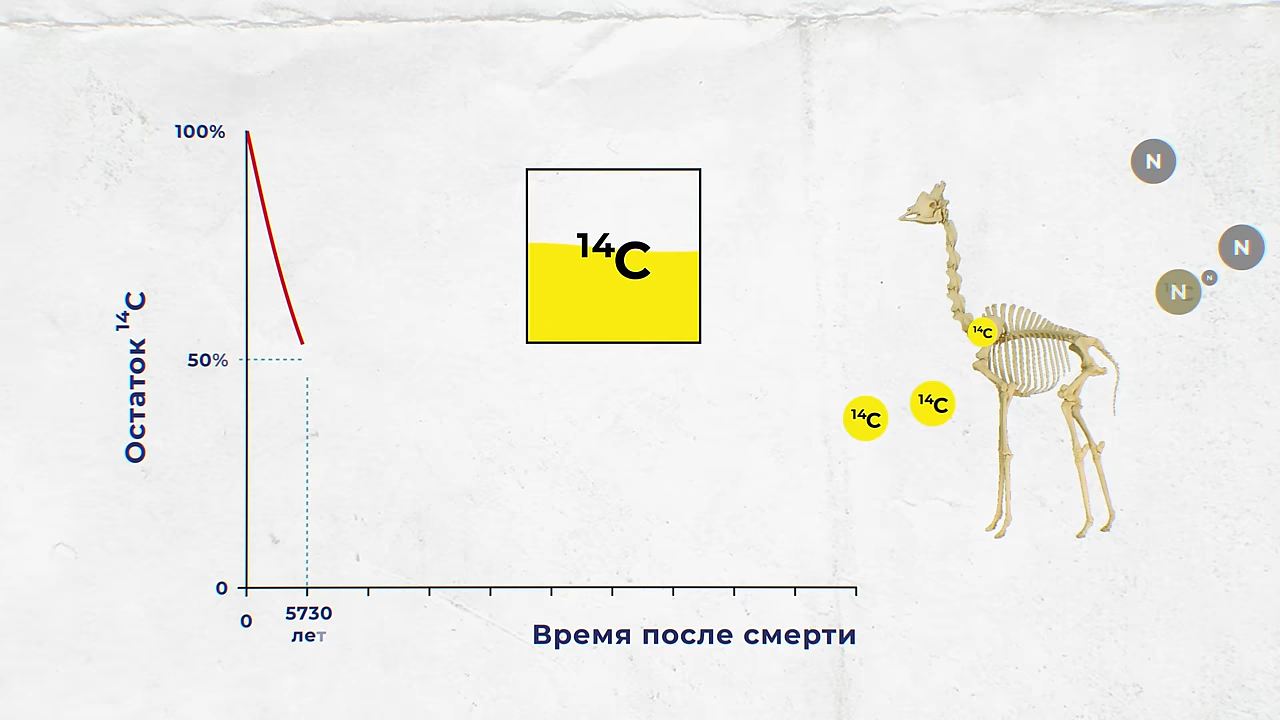 100%
Остаток ¹⁴C
50%
0
0
5730
лет
Время после смерти
¹⁴C
¹⁴C
¹⁴C
¹⁴C
N
N
N
N